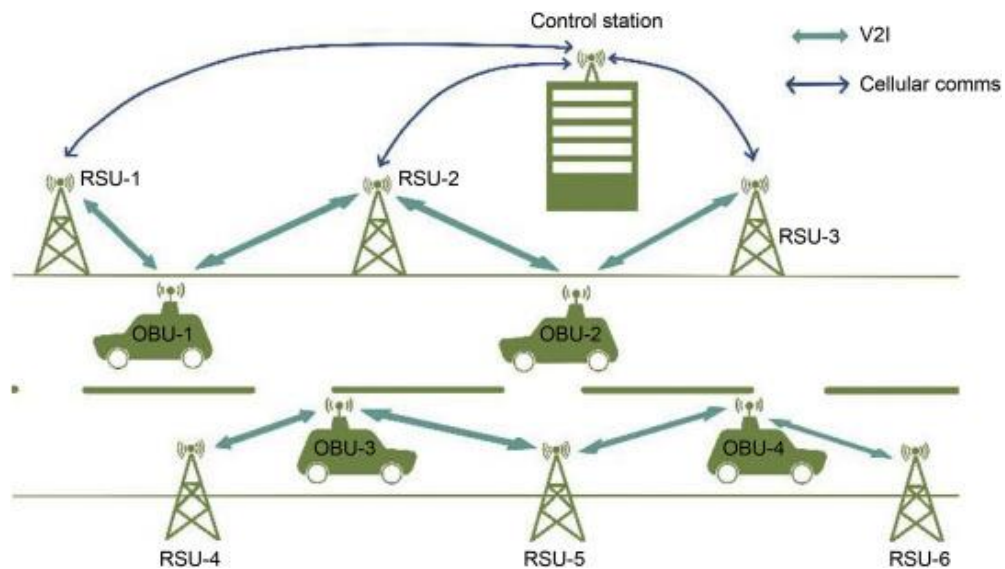 Control station
V2I
Cellular comms
RSU-1
RSU-2
RSU-3
OBU-1
OBU-2
OBU-3
OBU-4
RSU-4
RSU-5
RSU-6